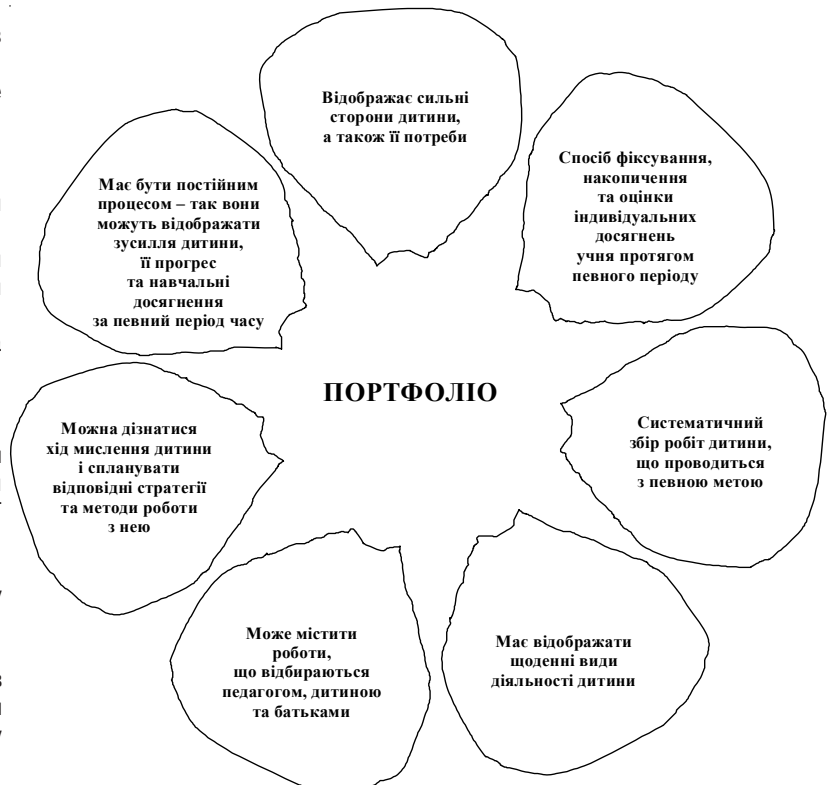 Відображає сильні
сторони дитини,
а також її потреби
Спосіб фіксування,
накопичення
та оцінки
індивідуальних
досягнень
учня протягом
певного періоду
Систематичний
збір робіт дитини,
що проводиться
з певною метою
Має відображати
щоденні види
діяльності дитини
Може містити
роботи,
що відбираються
педагогом, дитиною
та батьками
Можна дізнатися
хід мислення дитини
і спланувати
відповідні стратегії
та методи роботи
з нею
Має бути постійним
процесом – так вони
можуть відображати
зусилля дитини,
її прогрес
та навчальні
досягнення
за певний період часу
ПОРТФОЛІО